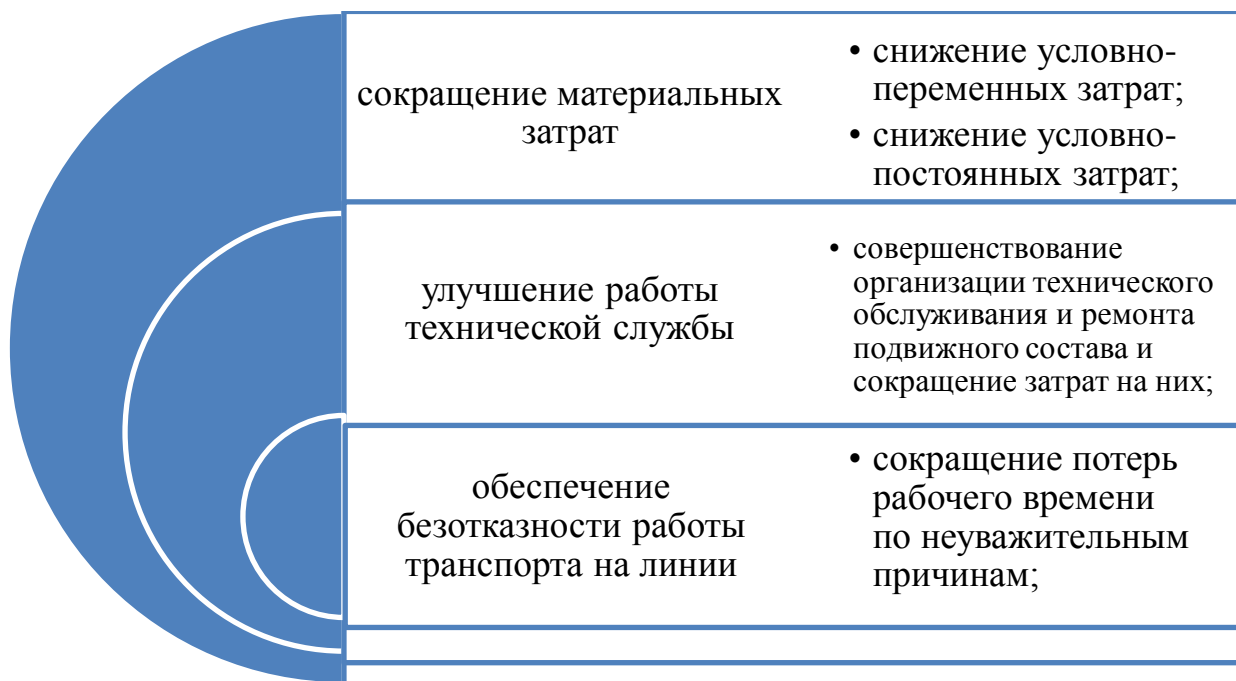 сокращение материальных
затрат
• снижение условно-
переменных затрат;
• снижение условно-
постоянных затрат;
улучшение работы
технической службы
• совершенствование
организации технического
обслуживания и ремонта
подвижного состава и
сокращение затрат на них;
обеспечение
безотказности работы
транспорта на линии
• сокращение потерь
рабочего времени
по неуважительным
причинам;